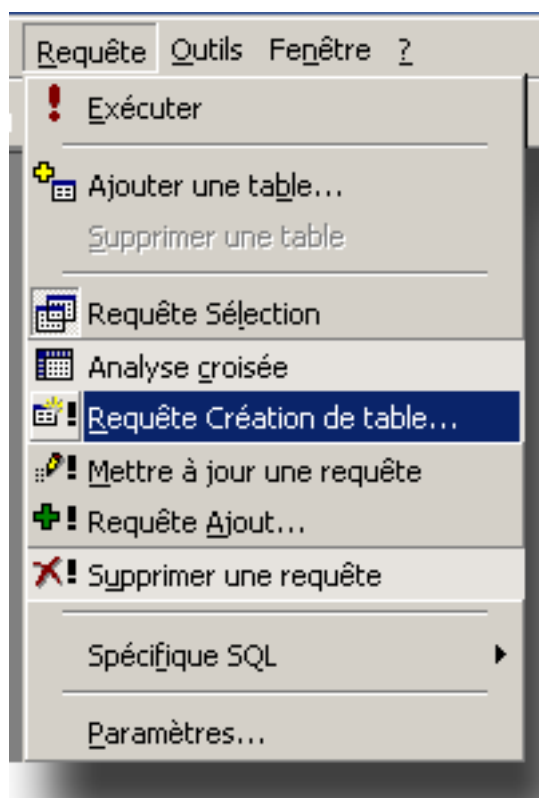 Requête Outils Fenêtre ?
Exécuter
Ajouter une table...
Supprimer une table
Requête Sélection
Analyse croisée
Requête Création de table...
Mettre à jour une requête
Requête Ajout...
Supprimer une requête
Spécifique SQL
Paramètres...